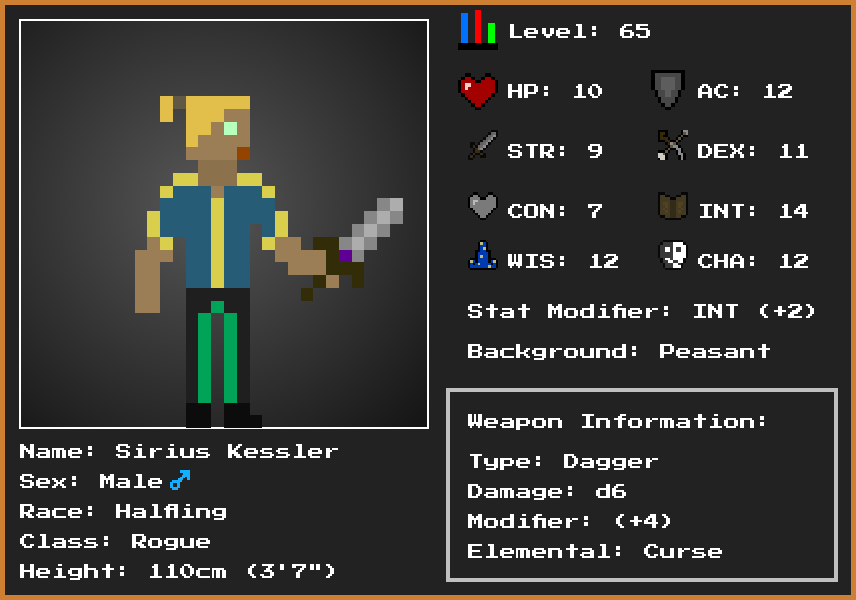 Level: 65
HP: 10 AC: 12
STR: 9 DEX: 11
CON: 7 INT: 14
WIS: 12 CHA: 12
Stat Modifier: INT (+2)
Background: Peasant
Weapon Information:
Type: Dagger
Damage: d6
Modifier: (+4)
Elemental: Curse
Name: Sirius Kessler
Sex: Male♂
Race: Halfling
Class: Rogue
Height: 110cm (3'7")